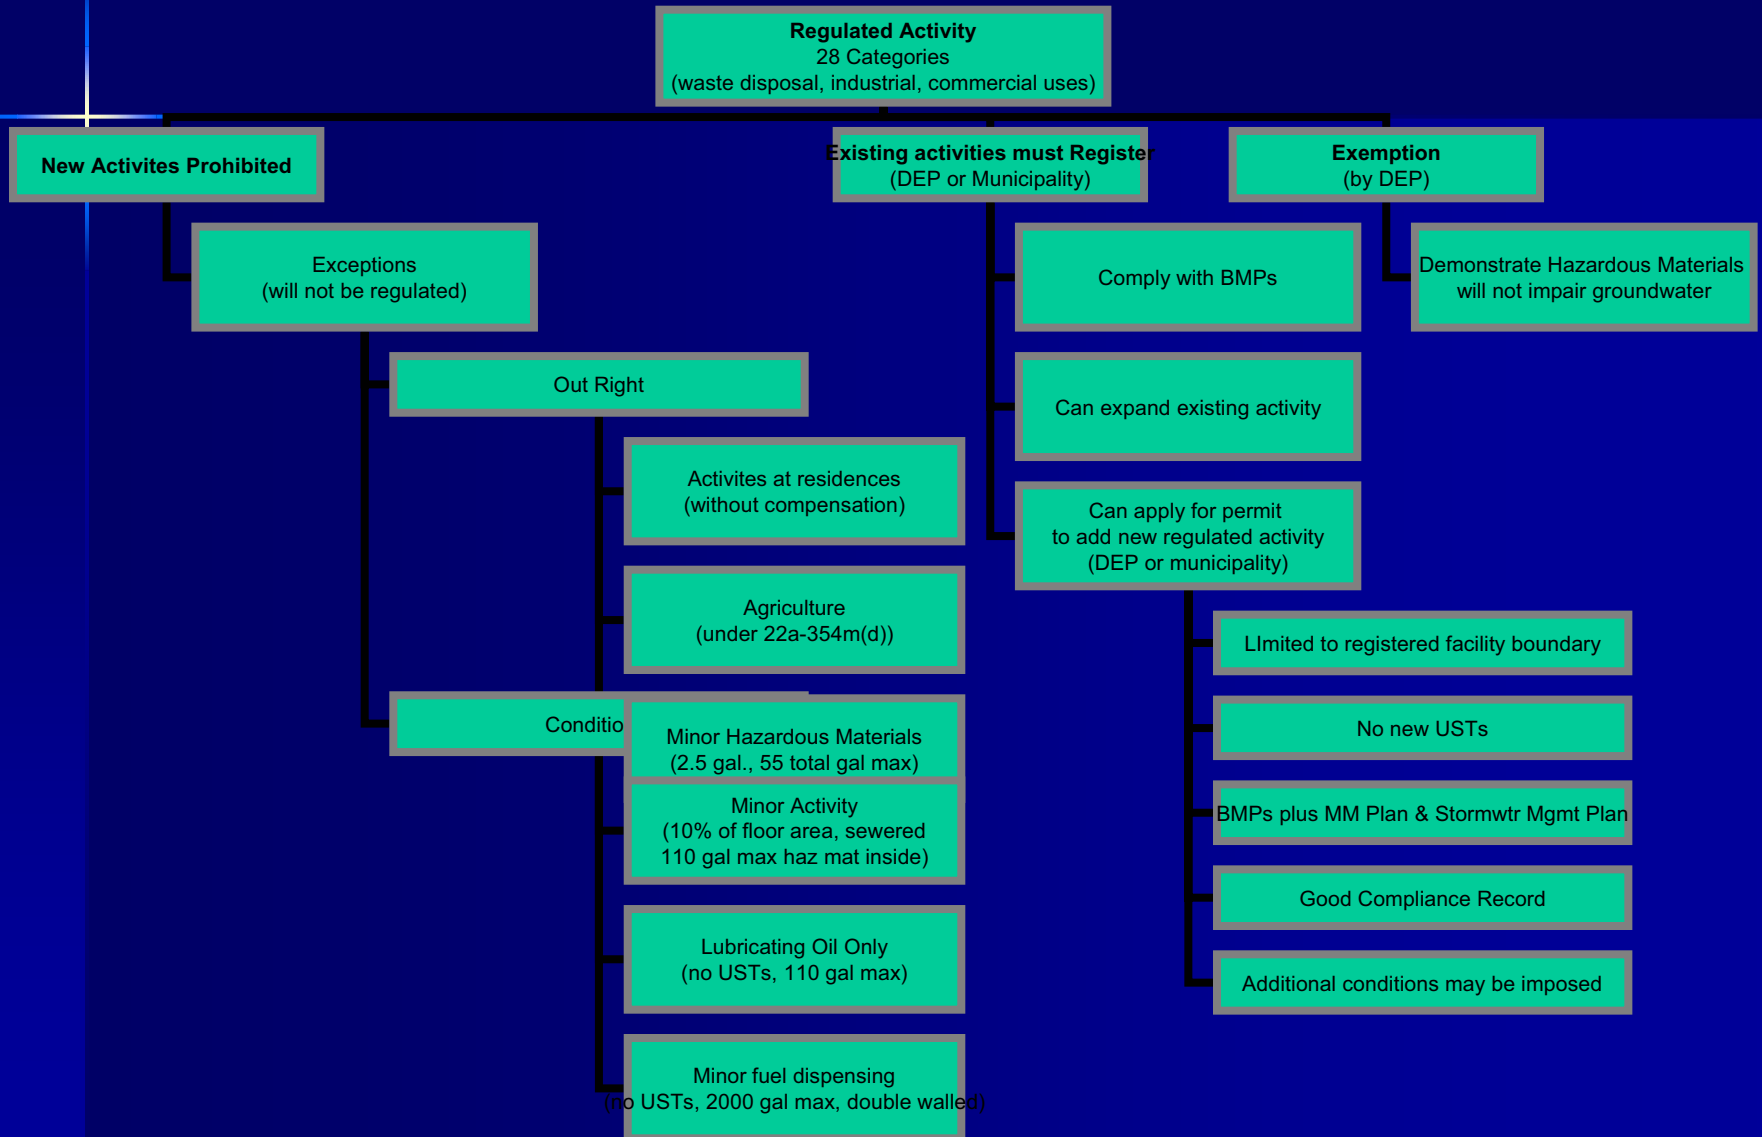 Regulated Activity
28 Categories
(waste disposal, industrial, commercial uses)
New Activites Prohibited
Exceptions
(will not be regulated)
Out Right
Activites at residences
(without compensation)
Agriculture
(under 22a-354m(d))
Minor Hazardous Materials
(2.5 gal., 55 total gal max)
Conditio
Minor Activity
(10% of floor area, sewered
110 gal max haz mat inside)
Lubricating Oil Only
(no USTs, 110 gal max)
Minor fuel dispensing
(no USTs, 2000 gal max, double walled)
Existing activities must Register
(DEP or Municipality)
Comply with BMPs
Can expand existing activity
Can apply for permit
to add new regulated activity
(DEP or municipality)
LImited to registered facility boundary
No new USTs
BMPs plus MM Plan & Stormwtr Mgmt Plan
Good Compliance Record
Additional conditions may be imposed
Exemption
(by DEP)
Demonstrate Hazardous Materials
will not impair groundwater